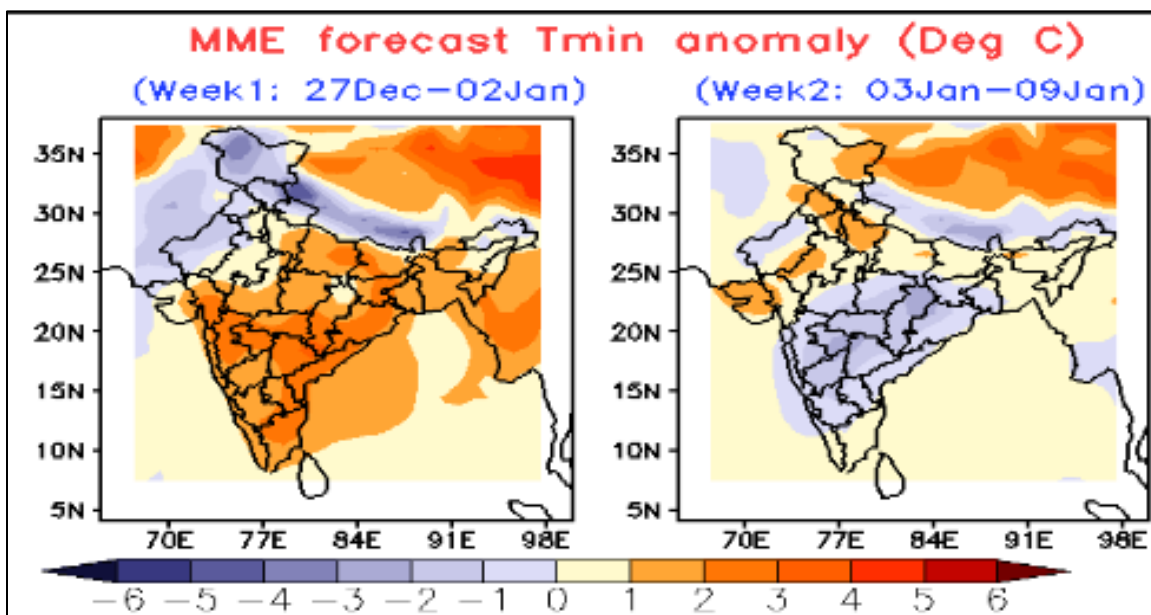 MME forecast Tmin anomaly (Deg C)
(Week1: 27Dec–02Jan) (Week2: 03Jan–09Jan)
35N 35N
30N 30N
25N 25N
20N 20N
15N 15N
10N 10N
5N 5N
70E 77E 84E 91E 98E 70E 77E 84E 91E 98E
−6 −5 −4 −3 −2 −1 0 1 2 3 4 5 6